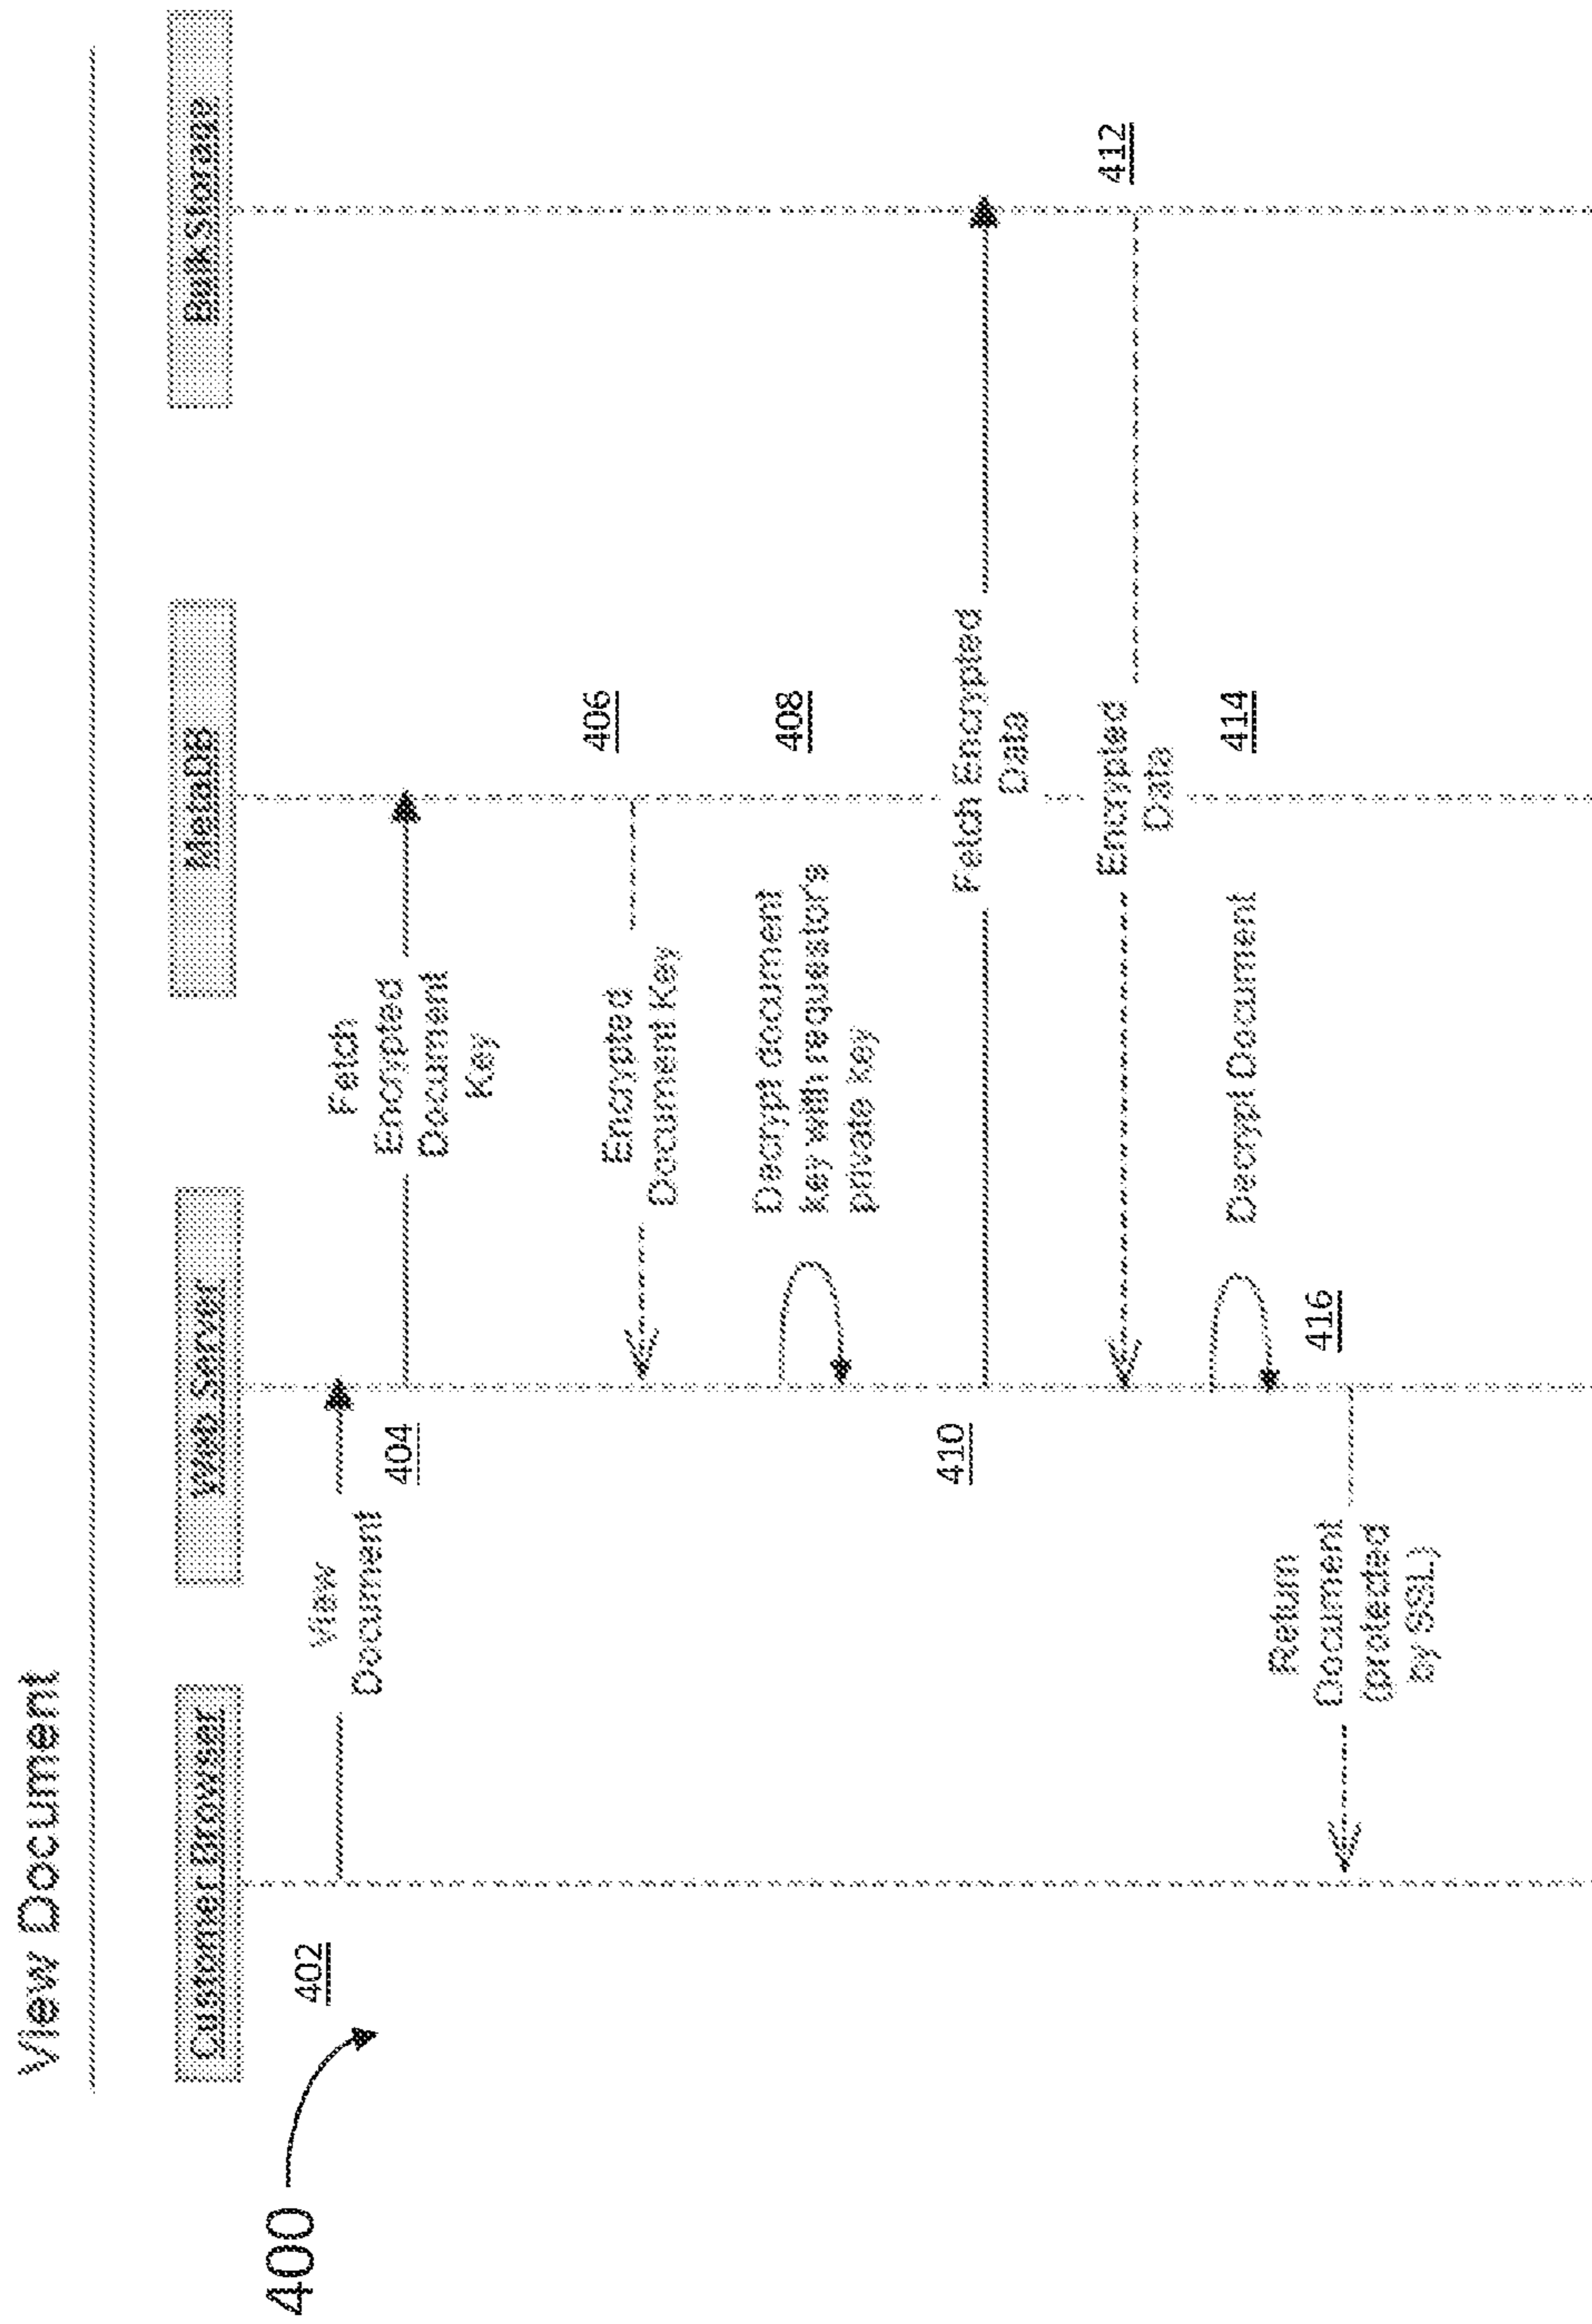 View Document
Customer Browser
Web Server
MetaDB
Bulk Storage
400
402
View
Document
404
Fetch
Encrypted
Document
Key
406
Encrypted
Document Key
408
Decrypt document
key with requestor's
private key
410
Fetch Encrypted
Data
412
Encrypted
Data
414
Decrypt Document
416
Return
Document
(protected
by SSL)